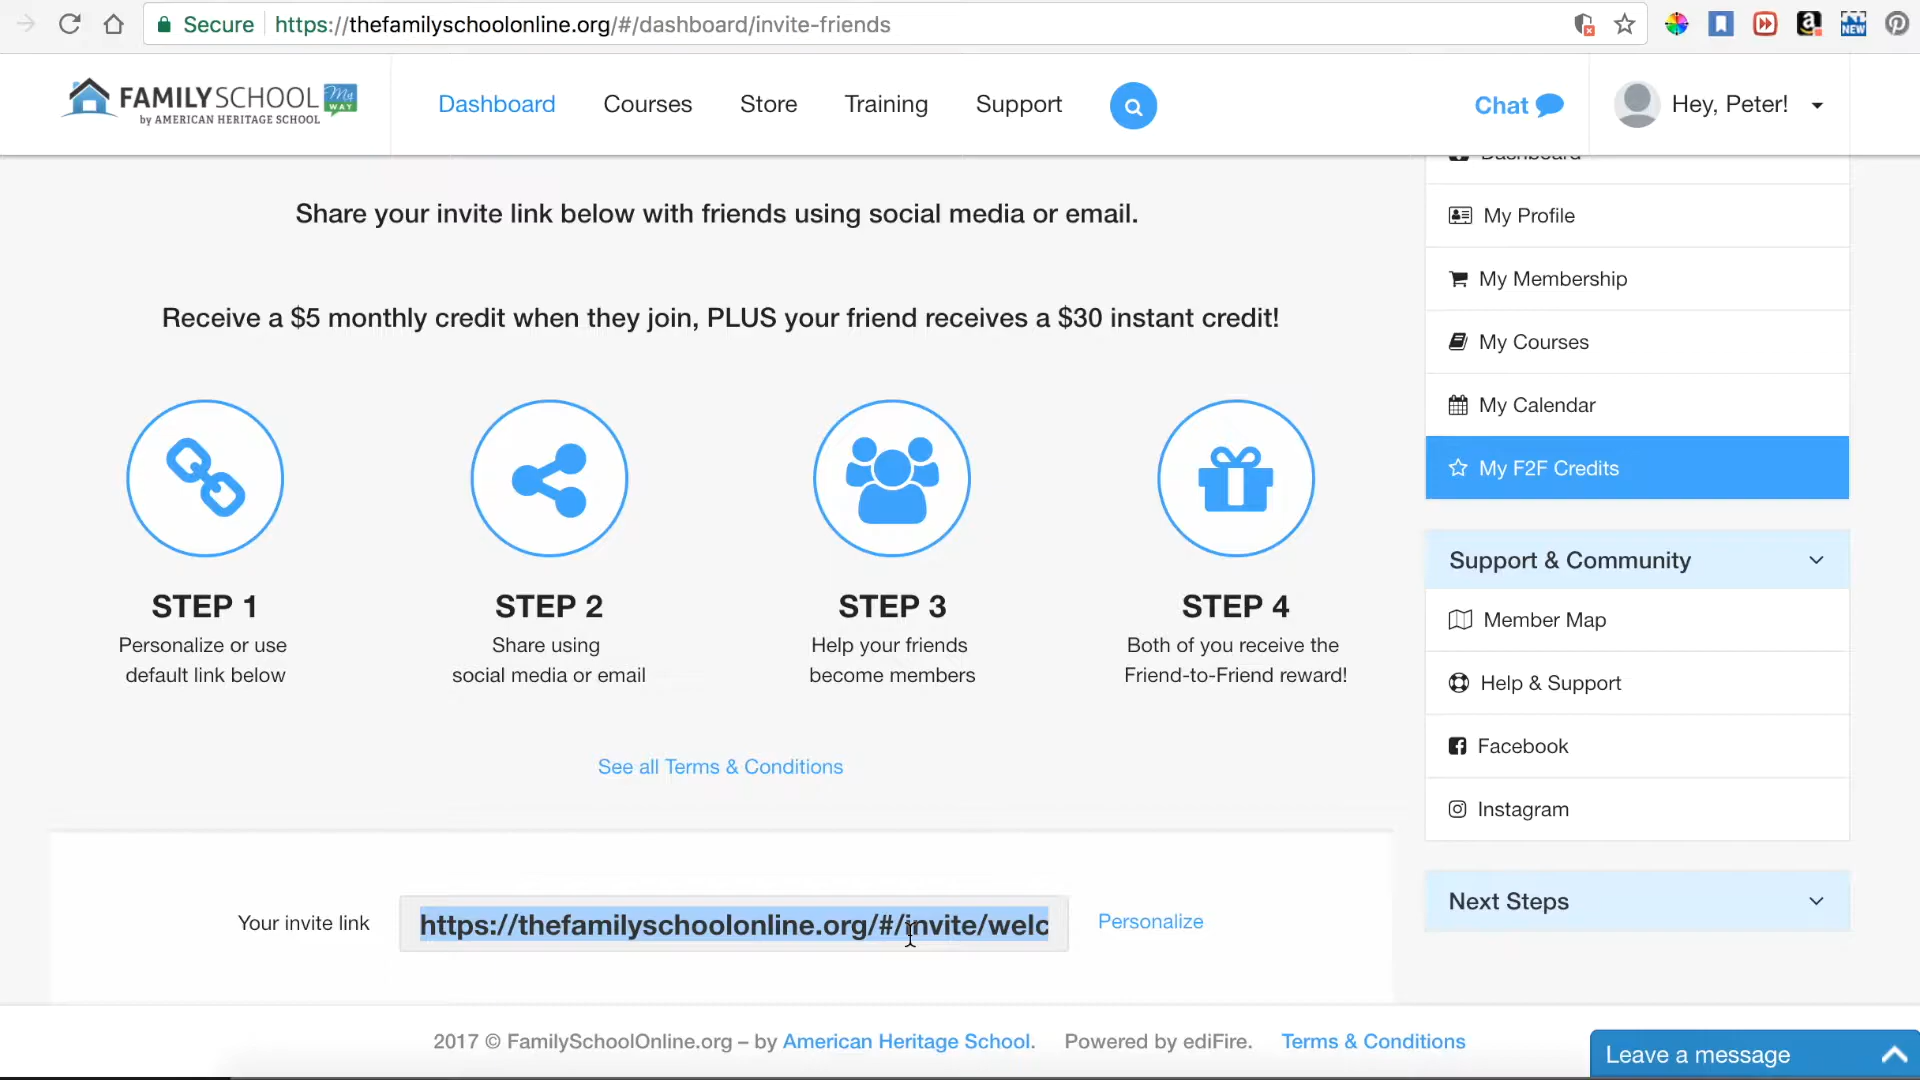 Secure https://thefamilyschoolonline.org/#/dashboard/invite-friends
NEW
FAMILYSCHOOL My WAY
by AMERICAN HERITAGE SCHOOL
Dashboard Courses Store Training Support
Chat
Hey, Peter!
Share your invite link below with friends using social media or email.
Receive a $5 monthly credit when they join, PLUS your friend receives a $30 instant credit!
STEP 1
Personalize or use
default link below
STEP 2
Share using
social media or email
STEP 3
Help your friends
become members
STEP 4
Both of you receive the
Friend-to-Friend reward!
See all Terms & Conditions
Your invite link https://thefamilyschoolonline.org/#/invite/welc Personalize
Dashboard
My Profile
My Membership
My Courses
My Calendar
My F2F Credits
Support & Community
Member Map
Help & Support
Facebook
Instagram
Next Steps
2017 © FamilySchoolOnline.org – by American Heritage School. Powered by ediFire. Terms & Conditions
Leave a message